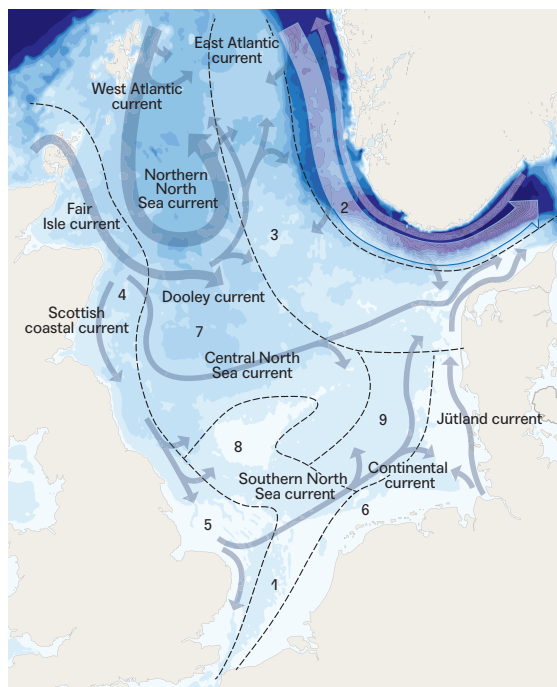 East Atlantic
current
West Atlantic
current
Northern
North
Sea current
Fair
Isle current
2
3
4
Dooley current
Scottish
coastal current
7
Central North
Sea current
9
Jütland current
8
Continental
current
Southern North
Sea current
6
5
1